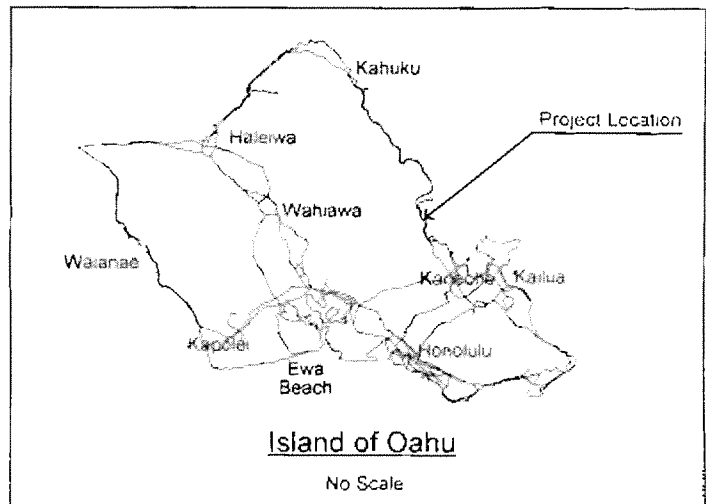 Kahuku
Project Location
Haleiwa
Wahiawa
Waianae
Kaneohe
Kailua
Kapolei
Honolulu
Ewa
Beach
Island of Oahu
No Scale